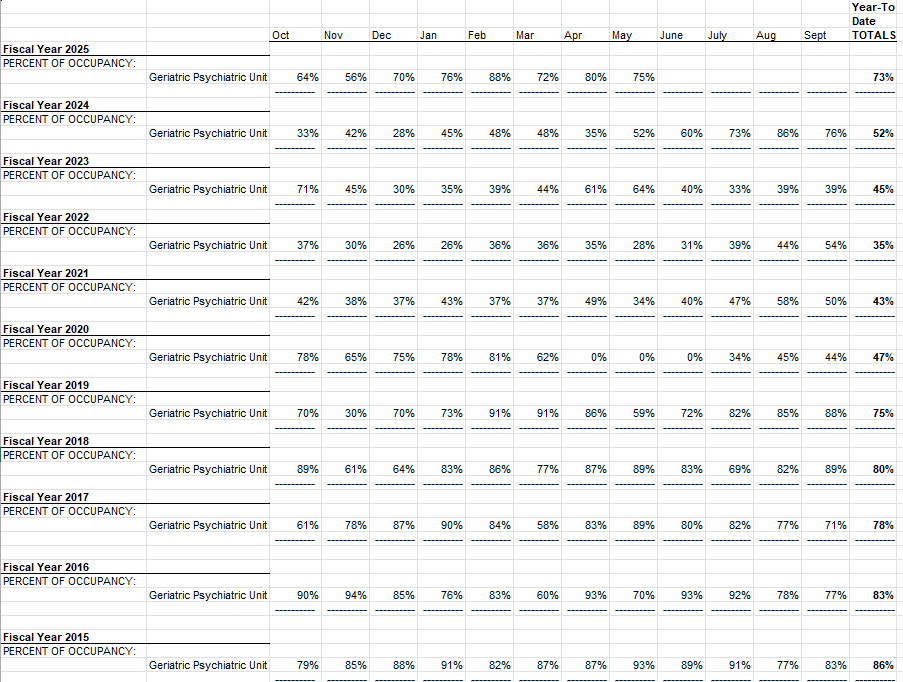 Year-To
Date
Oct Nov Dec Jan Feb Mar Apr May June July Aug Sept TOTALS
Fiscal Year 2025
PERCENT OF OCCUPANCY:
Geriatric Psychiatric Unit 64% 56% 70% 76% 88% 72% 80% 75% 73%
Fiscal Year 2024
PERCENT OF OCCUPANCY:
Geriatric Psychiatric Unit 33% 42% 28% 45% 48% 48% 35% 52% 60% 73% 86% 76% 52%
Fiscal Year 2023
PERCENT OF OCCUPANCY:
Geriatric Psychiatric Unit 71% 45% 30% 35% 39% 44% 61% 64% 40% 33% 39% 39% 45%
Fiscal Year 2022
PERCENT OF OCCUPANCY:
Geriatric Psychiatric Unit 37% 30% 26% 26% 36% 36% 35% 28% 31% 39% 44% 54% 35%
Fiscal Year 2021
PERCENT OF OCCUPANCY:
Geriatric Psychiatric Unit 42% 38% 37% 43% 37% 37% 49% 34% 40% 47% 58% 50% 43%
Fiscal Year 2020
PERCENT OF OCCUPANCY:
Geriatric Psychiatric Unit 78% 65% 75% 78% 81% 62% 0% 0% 0% 34% 45% 44% 47%
Fiscal Year 2019
PERCENT OF OCCUPANCY:
Geriatric Psychiatric Unit 70% 30% 70% 73% 91% 91% 86% 59% 72% 82% 85% 88% 75%
Fiscal Year 2018
PERCENT OF OCCUPANCY:
Geriatric Psychiatric Unit 89% 61% 64% 83% 86% 77% 87% 89% 83% 69% 82% 89% 80%
Fiscal Year 2017
PERCENT OF OCCUPANCY:
Geriatric Psychiatric Unit 61% 78% 87% 90% 84% 58% 83% 89% 80% 82% 77% 71% 78%
Fiscal Year 2016
PERCENT OF OCCUPANCY:
Geriatric Psychiatric Unit 90% 94% 85% 76% 83% 60% 93% 70% 93% 92% 78% 77% 83%
Fiscal Year 2015
PERCENT OF OCCUPANCY:
Geriatric Psychiatric Unit 79% 85% 88% 91% 82% 87% 87% 93% 89% 91% 77% 83% 86%